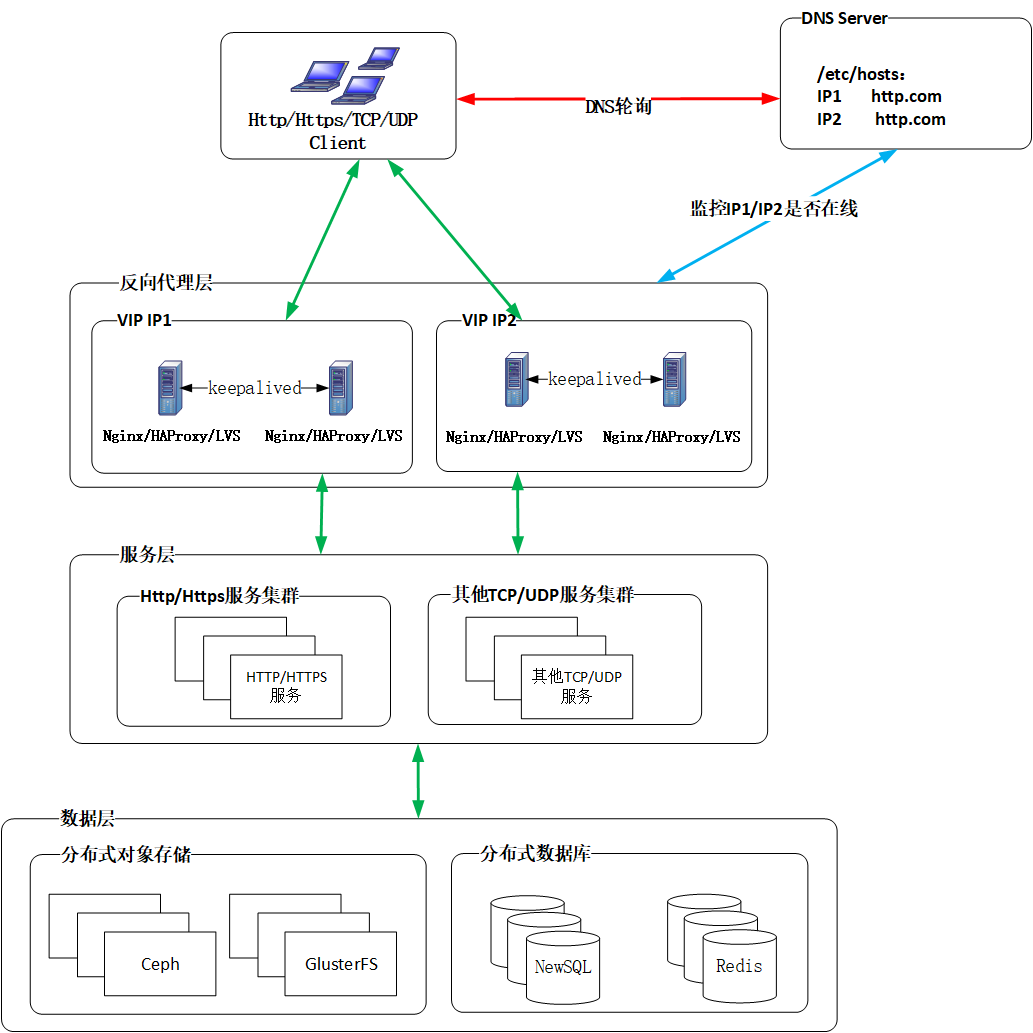 DNS Server
/etc/hosts：
IP1 http.com
IP2 http.com
Http/Https/TCP/UDP
Client
DNS轮询
监控IP1/IP2是否在线
反向代理层
VIP IP1
VIP IP2
keepalived
keepalived
Nginx/HAProxy/LVS
Nginx/HAProxy/LVS
Nginx/HAProxy/LVS
Nginx/HAProxy/LVS
服务层
Http/Https服务集群
其他TCP/UDP服务集群
HTTP/HTTPS
服务
其他TCP/UDP
服务
数据层
分布式对象存储
分布式数据库
Ceph
GlusterFS
NewSQL
Redis